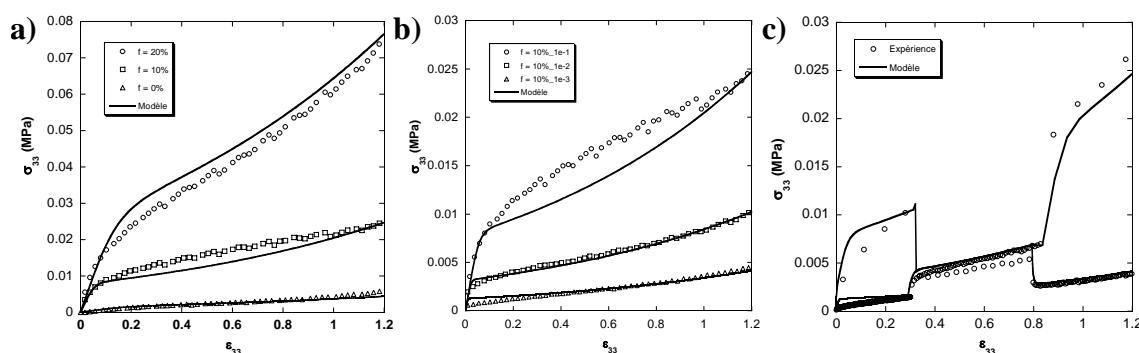 a)
σ33 (MPa)
0.08
0.07
0.06
0.05
0.04
0.03
0.02
0.01
0
f = 20%
f = 10%
f = 0%
Modèle
0 0.2 0.4 0.6 0.8 1 1.2
ε33
b)
σ33 (MPa)
0.03
0.025
0.02
0.015
0.01
0.005
0
f = 10%_1e-1
f = 10%_1e-2
f = 10%_1e-3
Modèle
0 0.2 0.4 0.6 0.8 1 1.2
ε33
c)
σ33 (MPa)
0.03
0.025
0.02
0.015
0.01
0.005
0
Expérience
Modèle
0 0.2 0.4 0.6 0.8 1 1.2
ε33